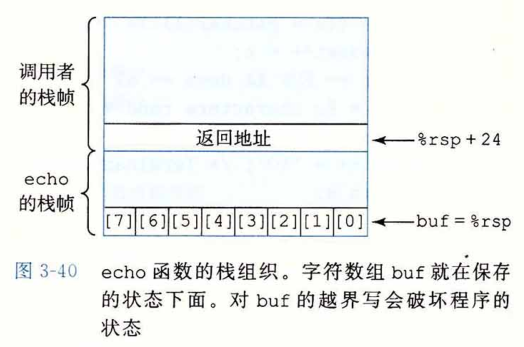 调用者
的栈帧
返回地址
%rsp+24
echo
的栈帧
[7] [6] [5] [4] [3] [2] [1] [0]
buf=%rsp
图 3-40 echo 函数的栈组织。字符数组 buf 就在保存
的状态下面。对 buf 的越界写会破坏程序的
状态